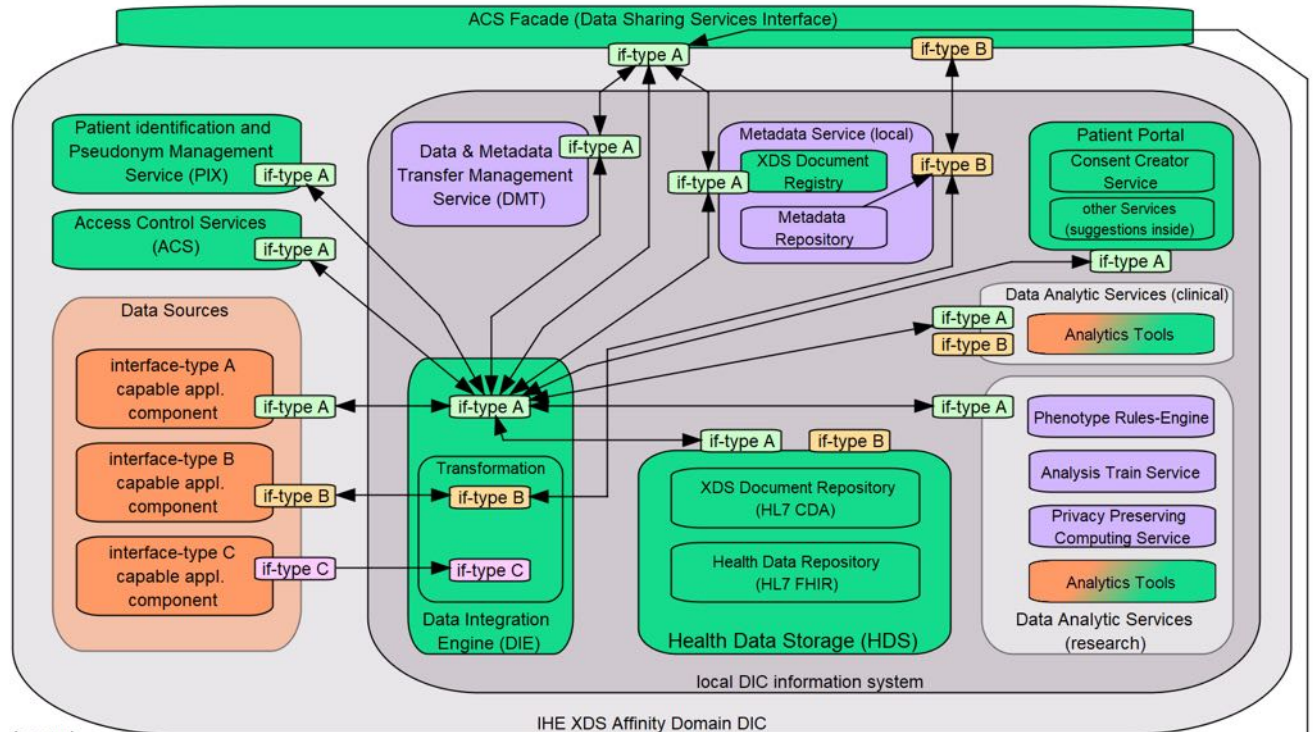 ACS Facade (Data Sharing Services Interface)
if-type A
if-type B
Patient identification and
Pseudonym Management
Service (PIX)
if-type A
Access Control Services
(ACS)
if-type A
Data & Metadata
Transfer Management
Service (DMT)
if-type A
Metadata Service (local)
XDS Document
Registry
if-type A
Metadata
Repository
if-type B
Patient Portal
Consent Creator
Service
other Services
(suggestions inside)
if-type A
Data Sources
interface-type A
capable appl.
component
if-type A
interface-type B
capable appl.
component
if-type B
interface-type C
capable appl.
component
if-type C
if-type A
Transformation
if-type B
if-type C
Data Integration
Engine (DIE)
if-type A
if-type B
XDS Document Repository
(HL7 CDA)
Health Data Repository
(HL7 FHIR)
Health Data Storage (HDS)
Data Analytic Services (clinical)
if-type A
if-type B
Analytics Tools
if-type A
Phenotype Rules-Engine
Analysis Train Service
Privacy Preserving
Computing Service
Analytics Tools
Data Analytic Services
(research)
local DIC information system
IHE XDS Affinity Domain DIC